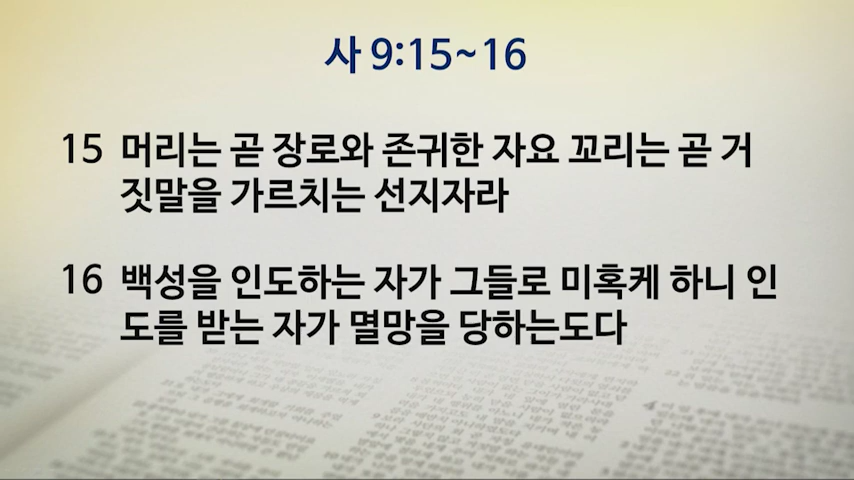 사 9:15~16
15 머리는 곧 장로와 존귀한 자요 꼬리는 곧 거
짓말을 가르치는 선지자라
16 백성을 인도하는 자가 그들로 미혹케 하니 인
도를 받는 자가 멸망을 당하는도다